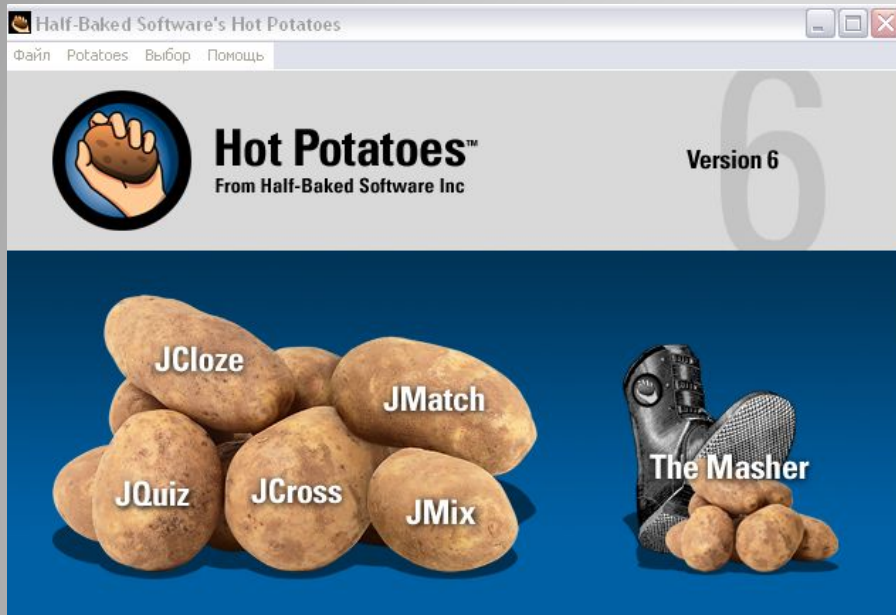 Half-Baked Software's Hot Potatoes
Файл Potatoes Выбор Помощь
Hot Potatoes™
From Half-Baked Software Inc
6
Version 6
JCloze
JMatch
JQuiz
JCross
JMix
The Masher